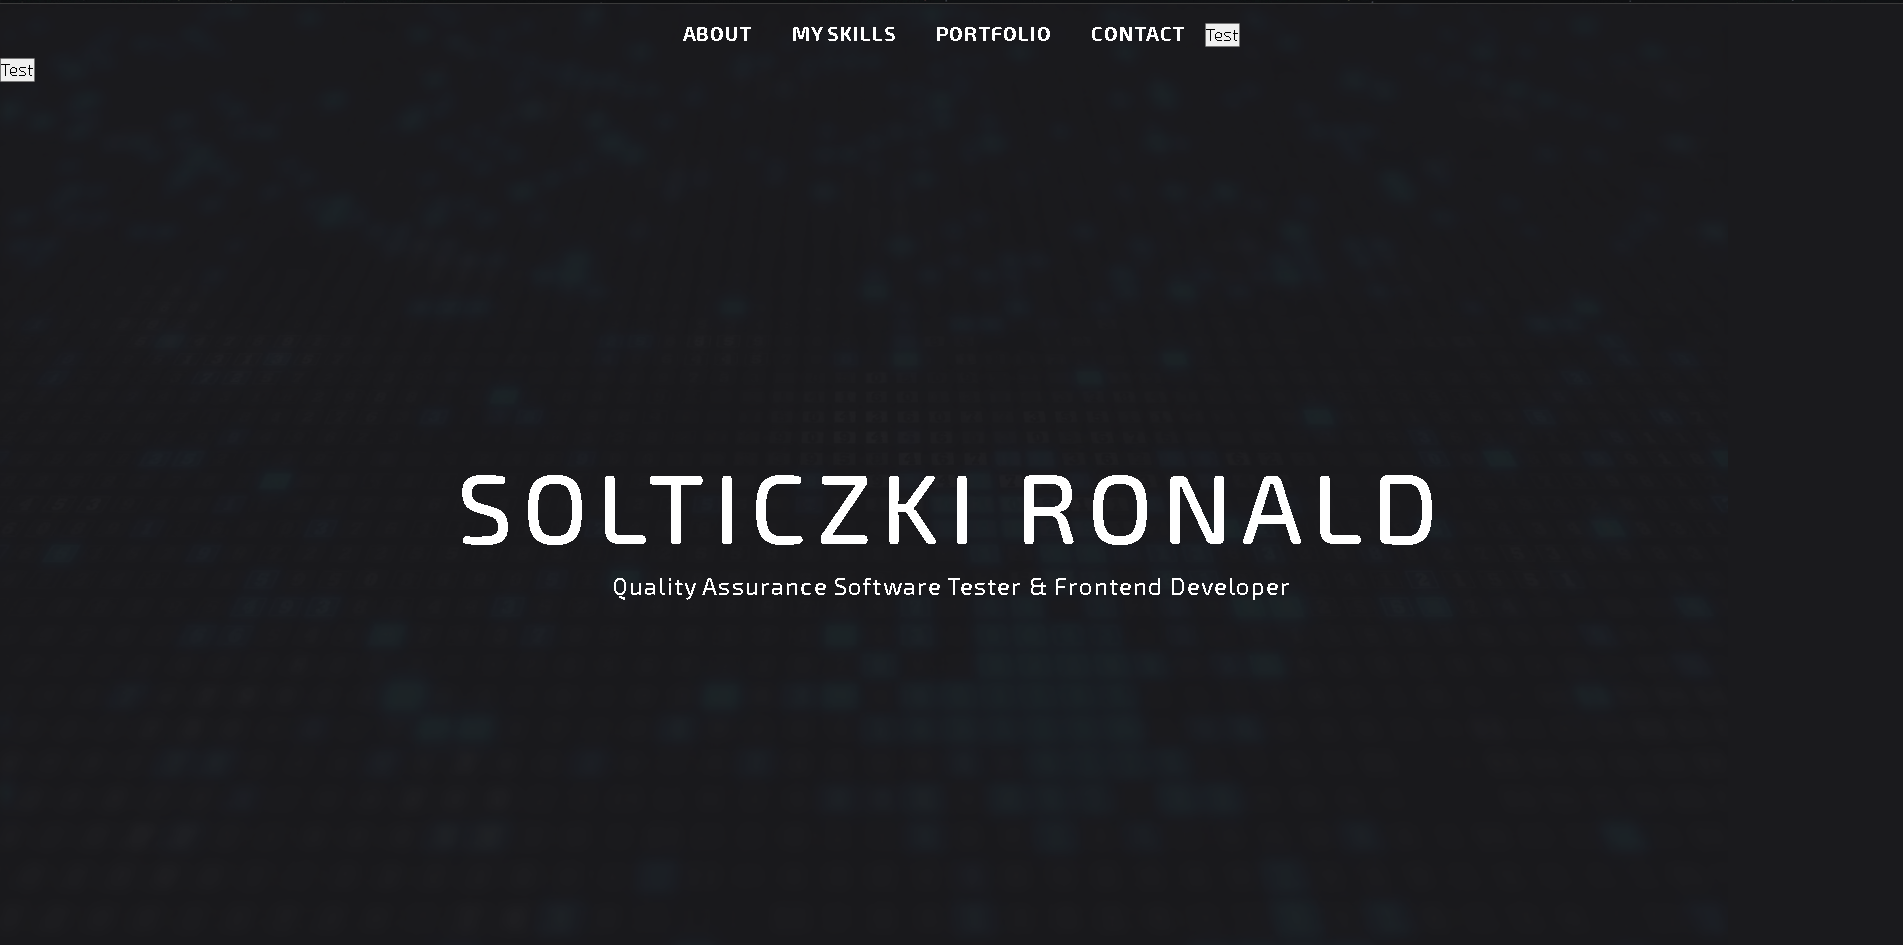 ABOUT MY SKILLS PORTFOLIO CONTACT Test
Test
SOLTICZKI RONALD
Quality Assurance Software Tester & Frontend Developer